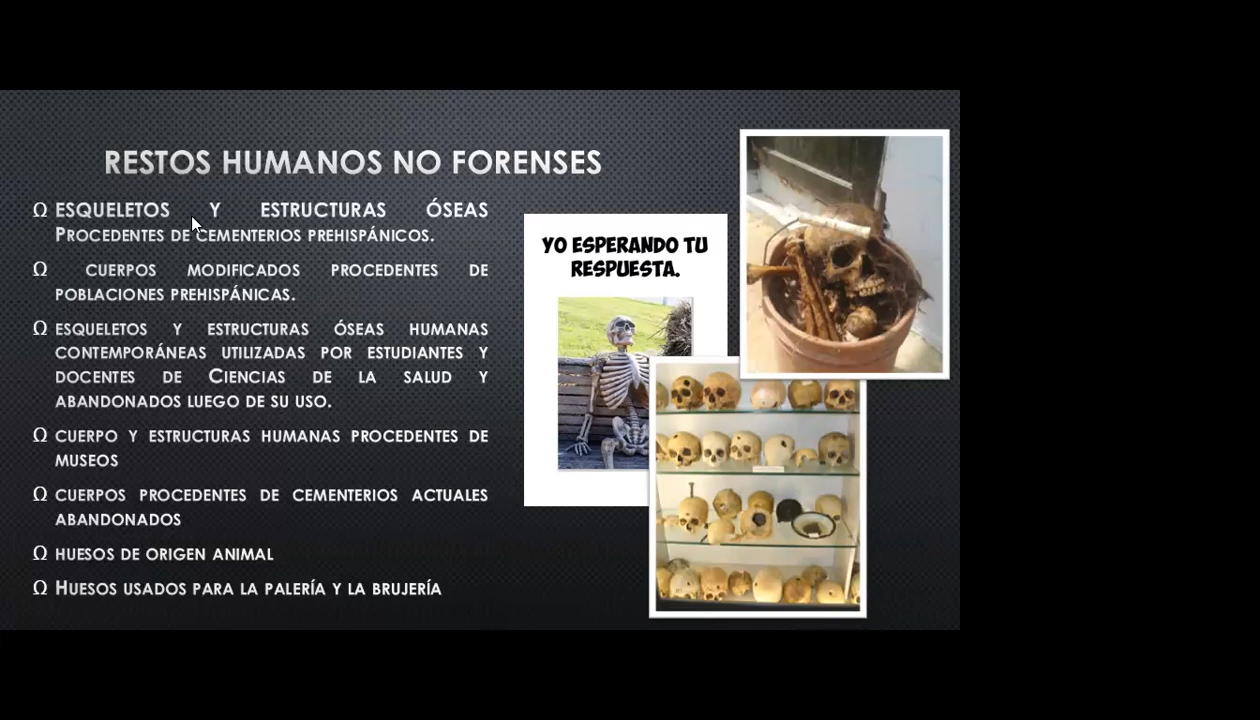 RESTOS HUMANOS NO FORENSES
Ω ESQUELETOS Y ESTRUCTURAS ÓSEAS
PROCEDENTES DE CEMENTERIOS PREHISPÁNICOS.
Ω CUERPOS MODIFICADOS PROCEDENTES DE
POBLACIONES PREHISPÁNICAS.
Ω ESQUELETOS Y ESTRUCTURAS ÓSEAS HUMANAS
CONTEMPORÁNEAS UTILIZADAS POR ESTUDIANTES Y
DOCENTES DE CIENCIAS DE LA SALUD Y
ABANDONADOS LUEGO DE SU USO.
Ω CUERPO Y ESTRUCTURAS HUMANAS PROCEDENTES DE
MUSEOS
Ω CUERPOS PROCEDENTES DE CEMENTERIOS ACTUALES
ABANDONADOS
Ω HUESOS DE ORIGEN ANIMAL
Ω HUESOS USADOS PARA LA PALERÍA Y LA BRUJERÍA
YO ESPERANDO TU
RESPUESTA.